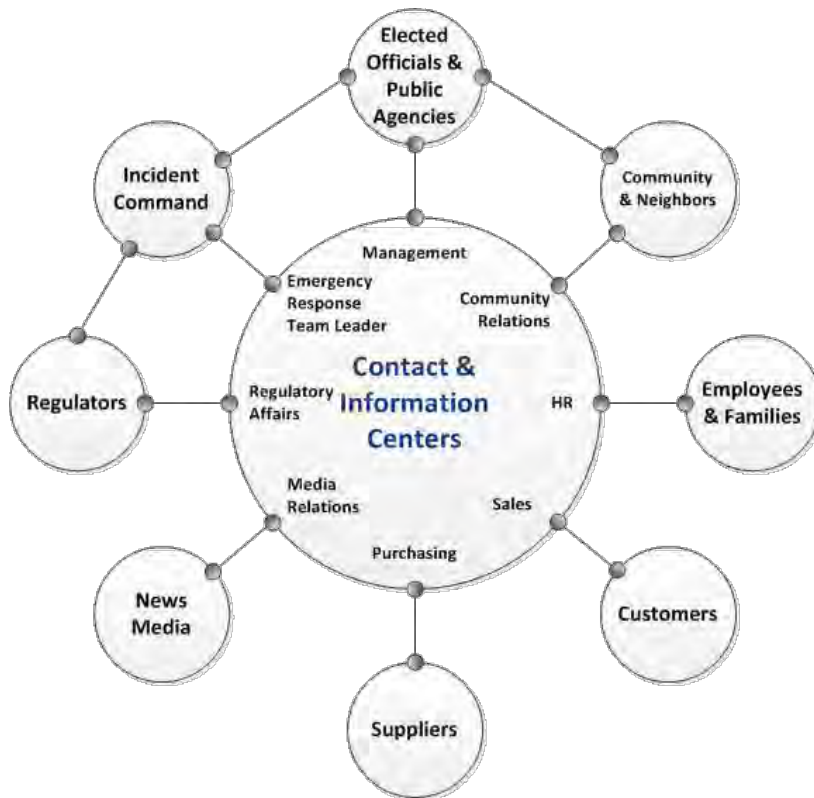 Elected
Officials &
Public
Agencies
Incident
Command
Community
& Neighbors
Management
Emergency
Response
Team Leader
Community
Relations
Contact &
Information
Centers
Regulators
Regulatory
Affairs
HR
Employees
& Families
Media
Relations
Sales
Purchasing
News
Media
Customers
Suppliers